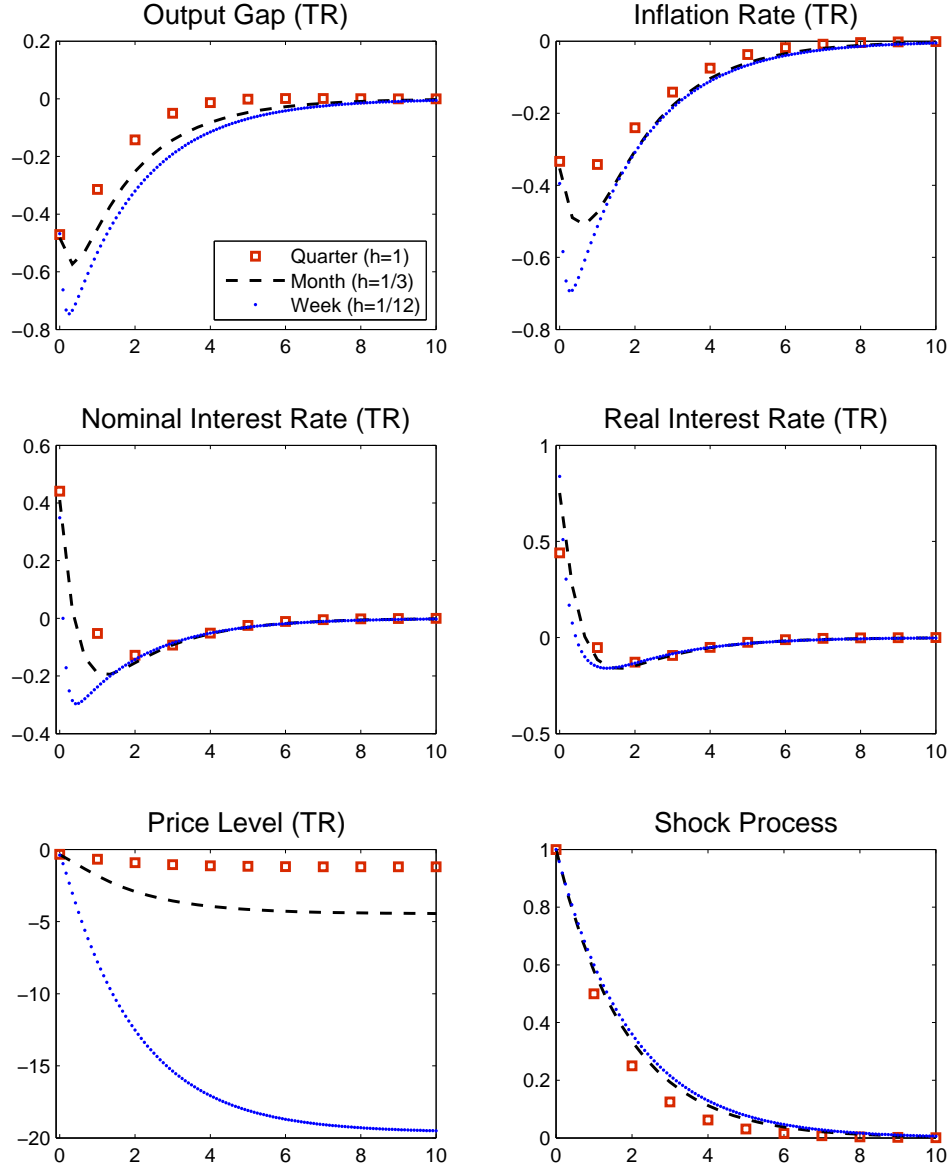 Output Gap (TR)
0.2
0
−0.2
−0.4
−0.6
−0.8
0 2 4 6 8 10
Quarter (h=1)
Month (h=1/3)
Week (h=1/12)
Inflation Rate (TR)
0
−0.2
−0.4
−0.6
−0.8
0 2 4 6 8 10
Nominal Interest Rate (TR)
0.6
0.4
0.2
0
−0.2
−0.4
0 2 4 6 8 10
Real Interest Rate (TR)
1
0.5
0
−0.5
0 2 4 6 8 10
Price Level (TR)
0
−5
−10
−15
−20
0 2 4 6 8 10
Shock Process
1
0.8
0.6
0.4
0.2
0
0 2 4 6 8 10